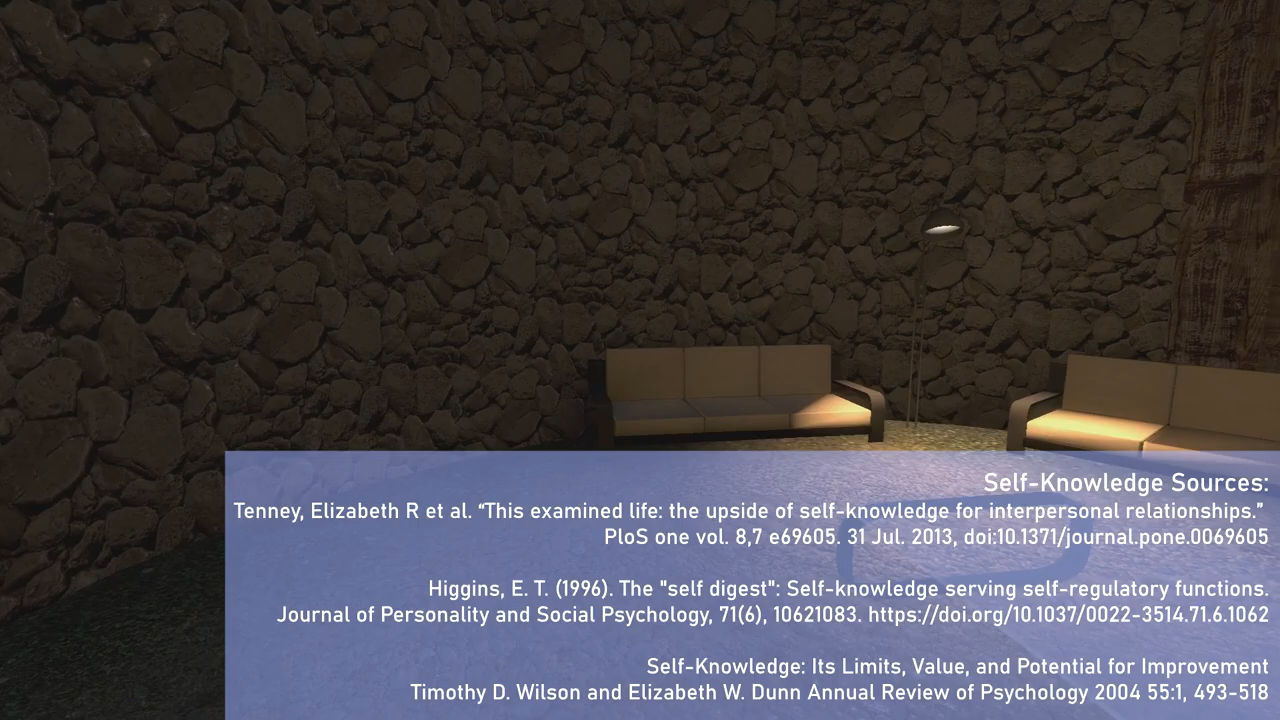 Self-Knowledge Sources:
Tenney, Elizabeth R et al. “This examined life: the upside of self-knowledge for interpersonal relationships.”
PloS one vol. 8,7 e69605. 31 Jul. 2013, doi:10.1371/journal.pone.0069605
Higgins, E. T. (1996). The "self digest": Self-knowledge serving self-regulatory functions.
Journal of Personality and Social Psychology, 71(6), 10621083. https://doi.org/10.1037/0022-3514.71.6.1062
Self-Knowledge: Its Limits, Value, and Potential for Improvement
Timothy D. Wilson and Elizabeth W. Dunn Annual Review of Psychology 2004 55:1, 493-518